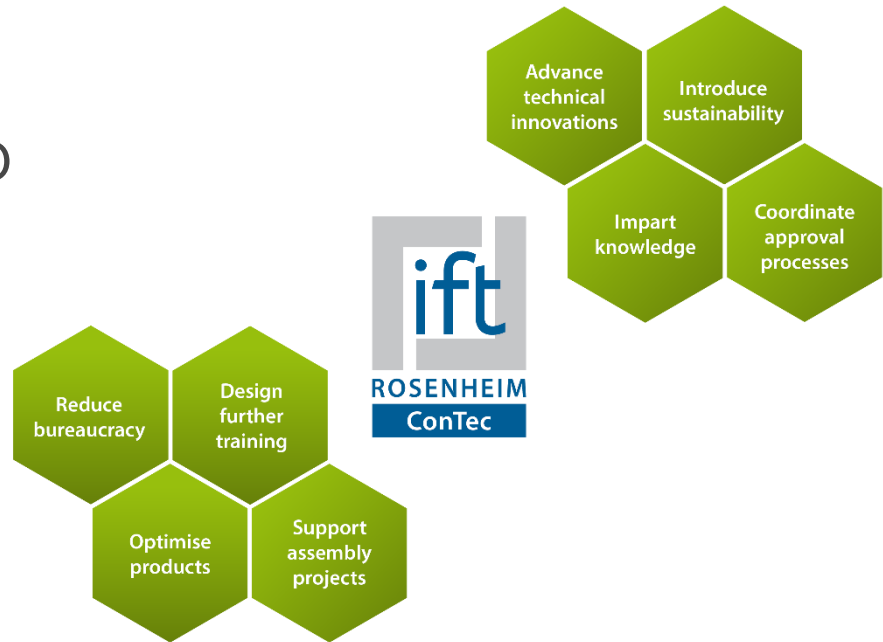 Advance
technical
innovations
Introduce
sustainability
Impart
knowledge
Coordinate
approval
processes
ift
ROSENHEIM
ConTec
Reduce
bureaucracy
Design
further
training
Optimise
products
Support
assembly
projects